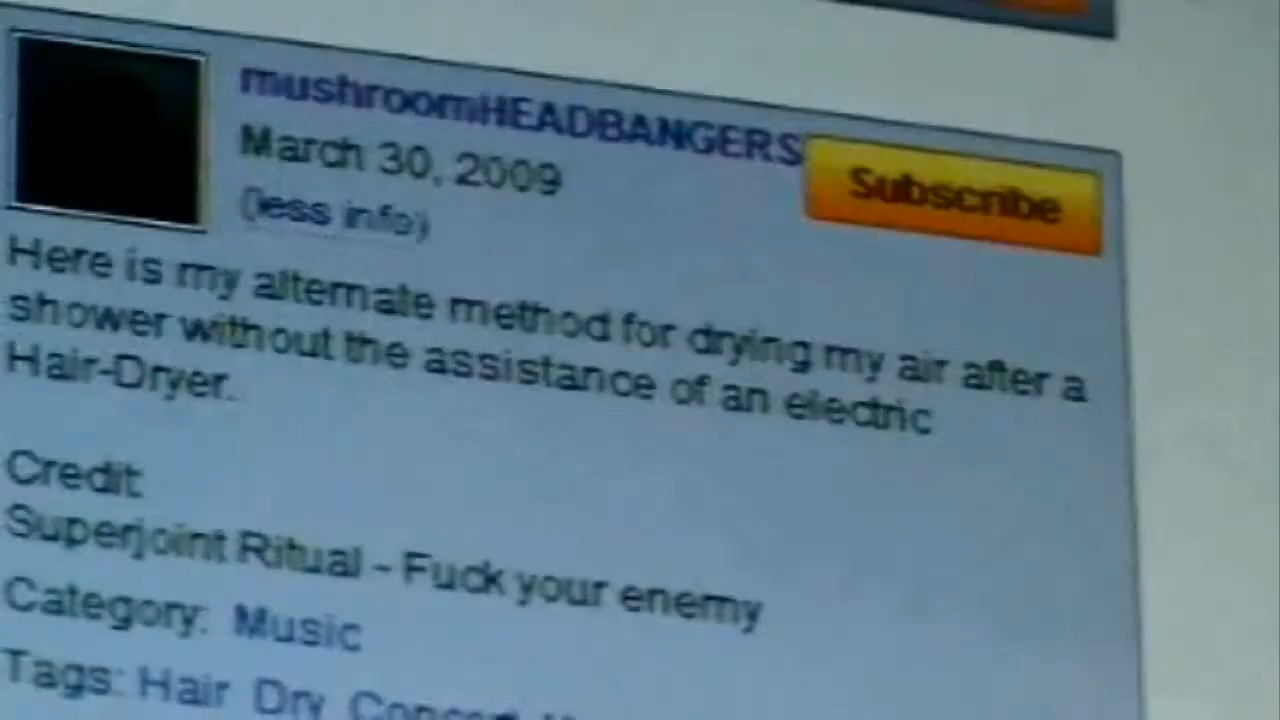 mushroomHEADBANGERS
March 30, 2009
Subscribe
(less info)
Here is my alternate method for drying my air after a
shower without the assistance of an electric
Hair-Dryer.
Credit:
Superjoint Ritual - Fuck your enemy
Category: Music
Tags: Hair Dry